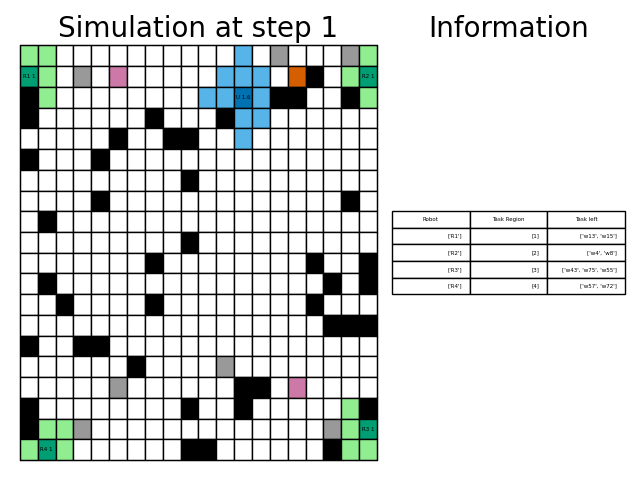 Simulation at step 1
Information
R1 1
R2 1
U 1.6
Robot Task Region Task left
['R1'] [1] ['w13', 'w15']
['R2'] [2] ['w4', 'w8']
['R3'] [3] ['w43', 'w75', 'w55']
['R4'] [4] ['w57', 'w72']
R3 1
R4 1